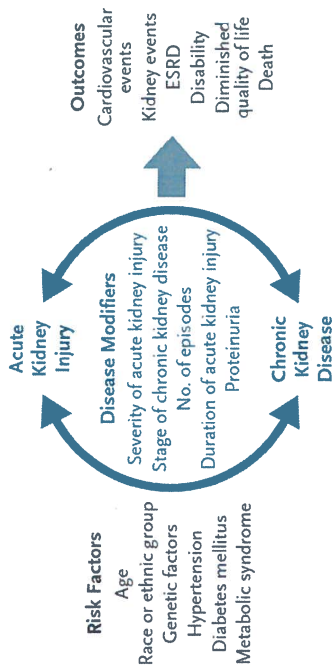 Risk Factors
Age
Race or ethnic group
Genetic factors
Hypertension
Diabetes mellitus
Metabolic syndrome
Acute
Kidney
Injury
Disease Modifiers
Severity of acute kidney injury
Stage of chronic kidney disease
No. of episodes
Duration of acute kidney injury
Proteinuria
Chronic
Kidney
Disease
Outcomes
Cardiovascular
events
Kidney events
ESRD
Disability
Diminished
quality of life
Death